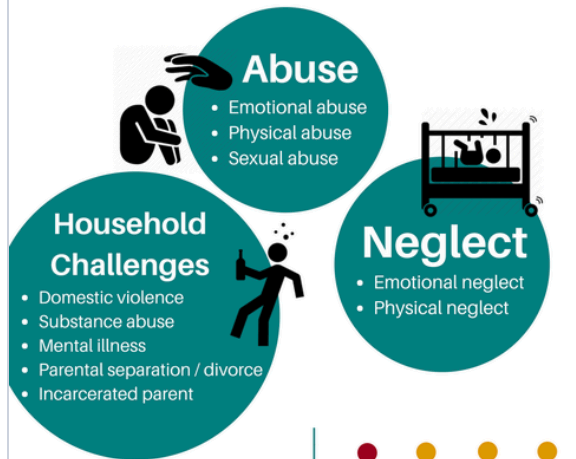 Abuse
• Emotional abuse
• Physical abuse
• Sexual abuse
Household
Challenges
• Domestic violence
• Substance abuse
• Mental illness
• Parental separation / divorce
• Incarcerated parent
Neglect
• Emotional neglect
• Physical neglect